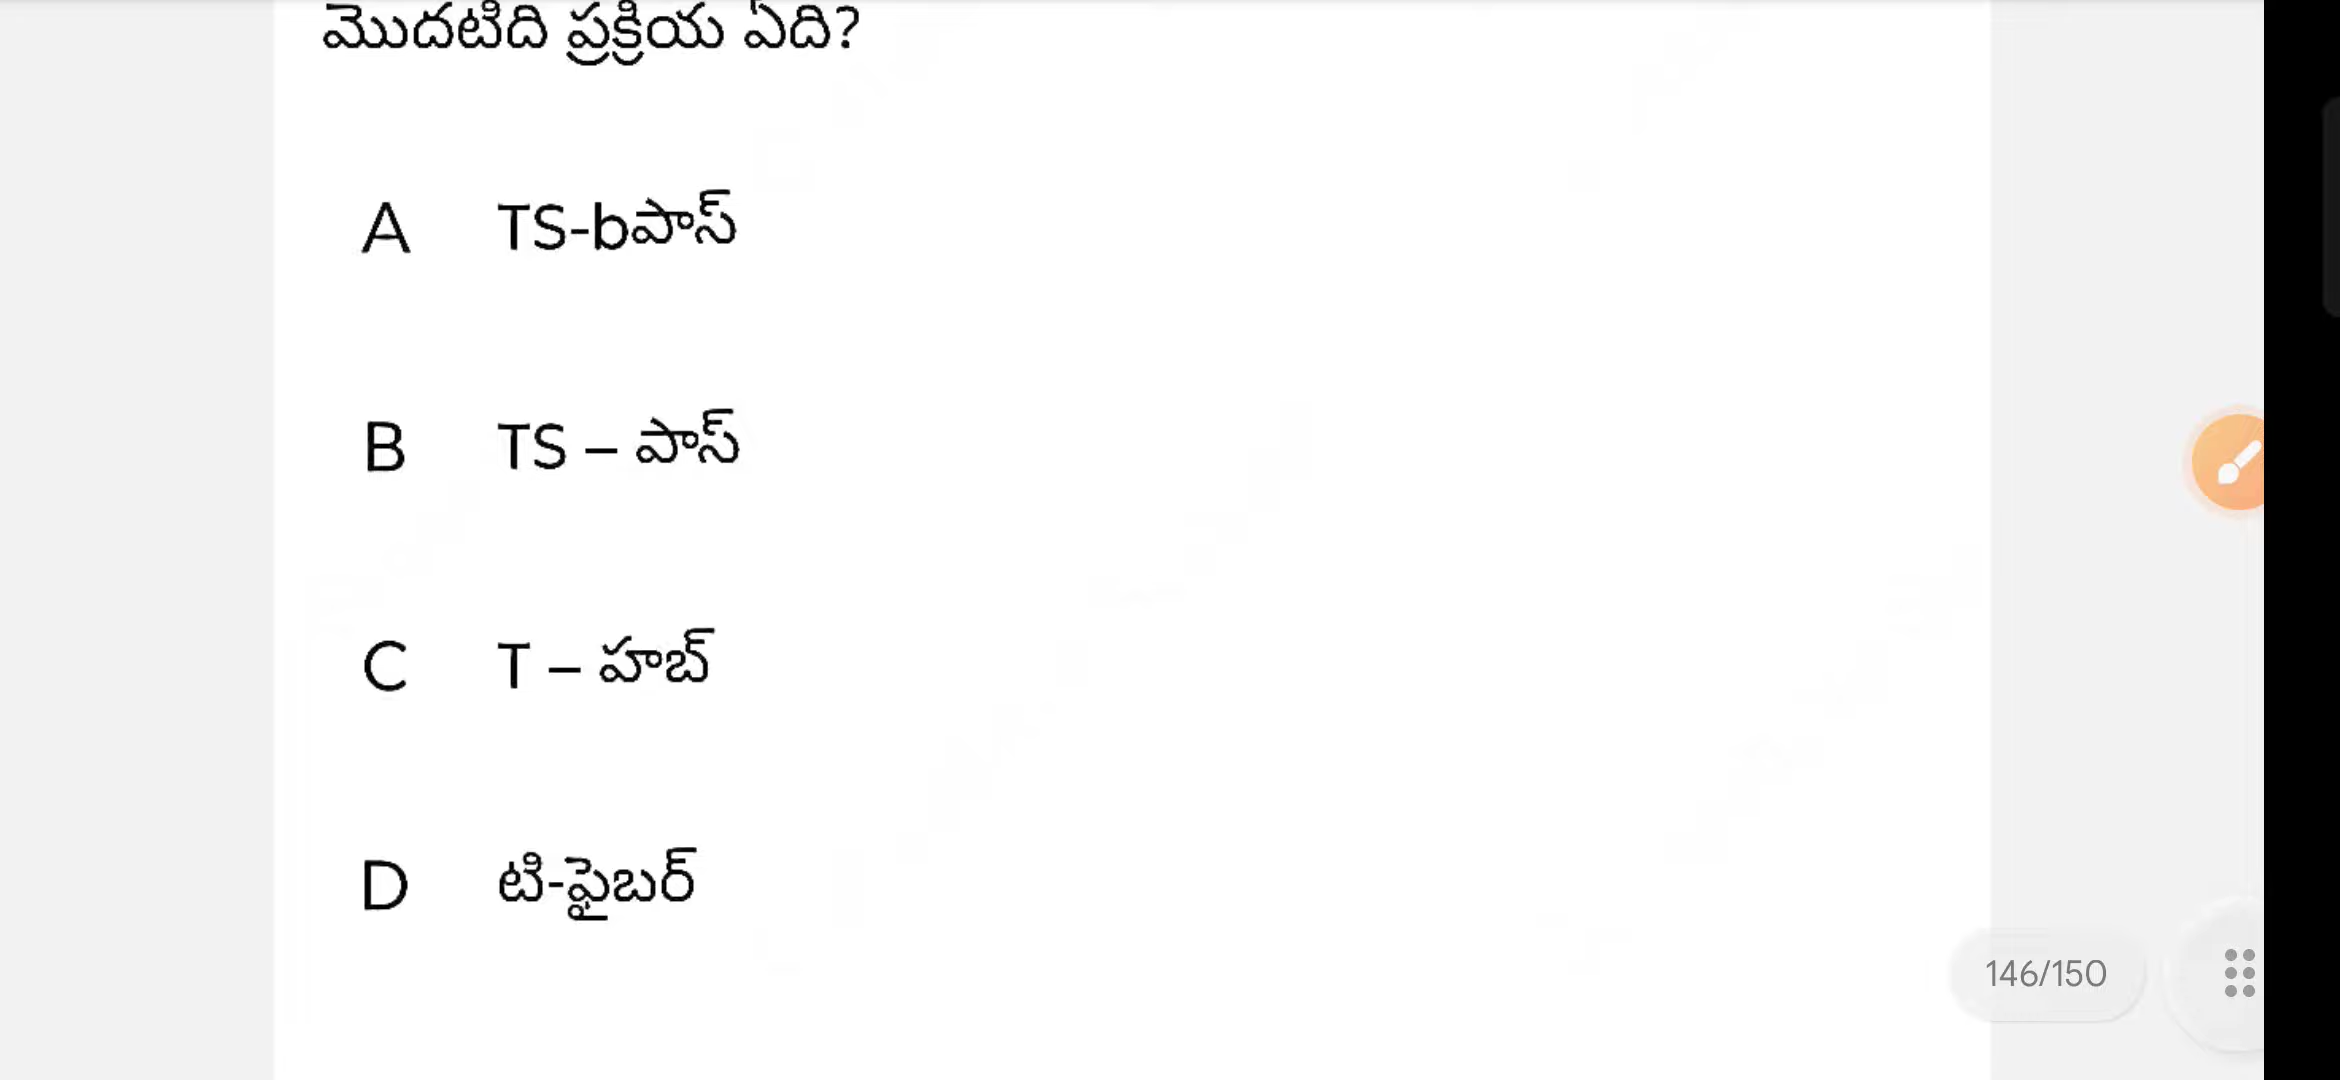 మొదటిది ప్రక్రియ ఏది?
A TS-bపాస్
B TS – పాస్
C T – హబ్
D టి-ఫైబర్
146/150